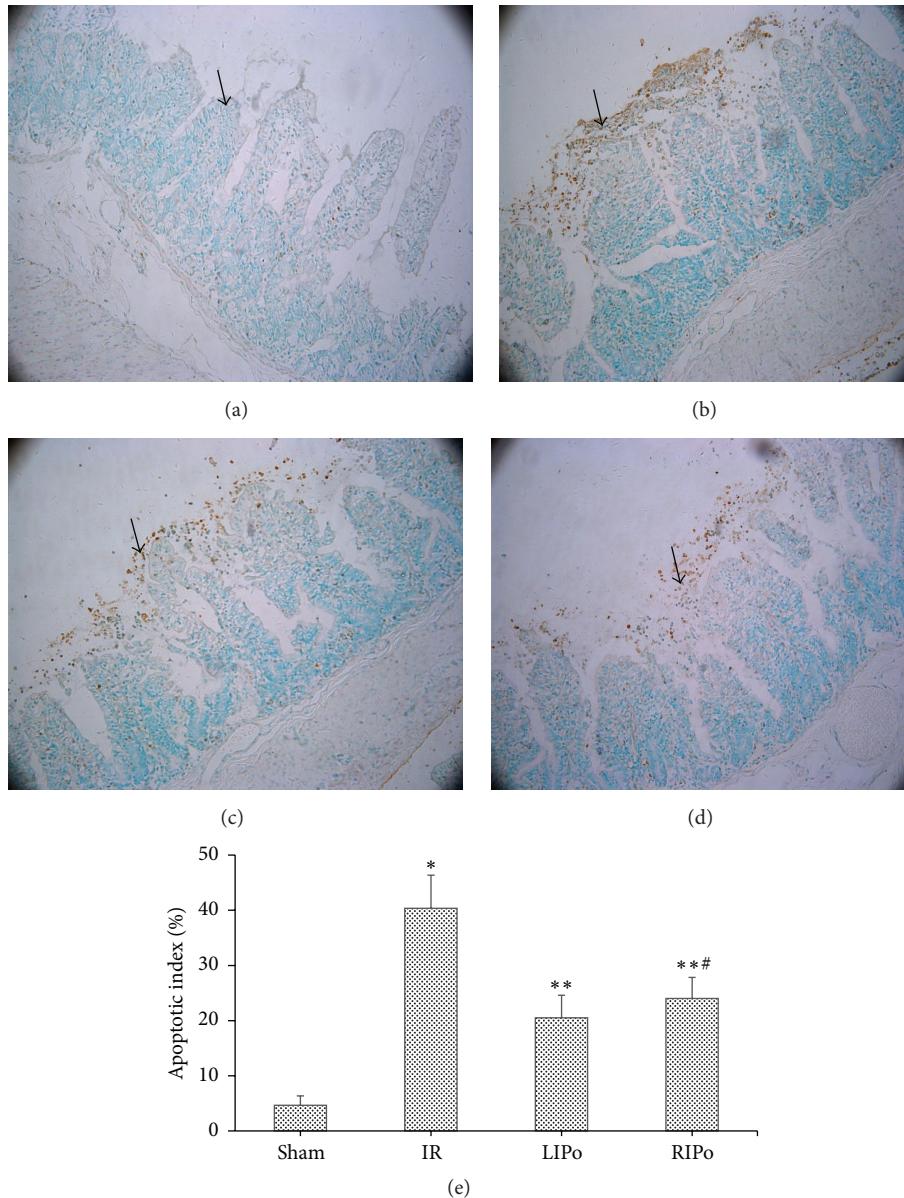 (a)
(b)
(c)
(d)
50
40
30
20
10
0
Apoptotic index (%)
*
**
**#
Sham
IR
LIPo
RIPo
(e)